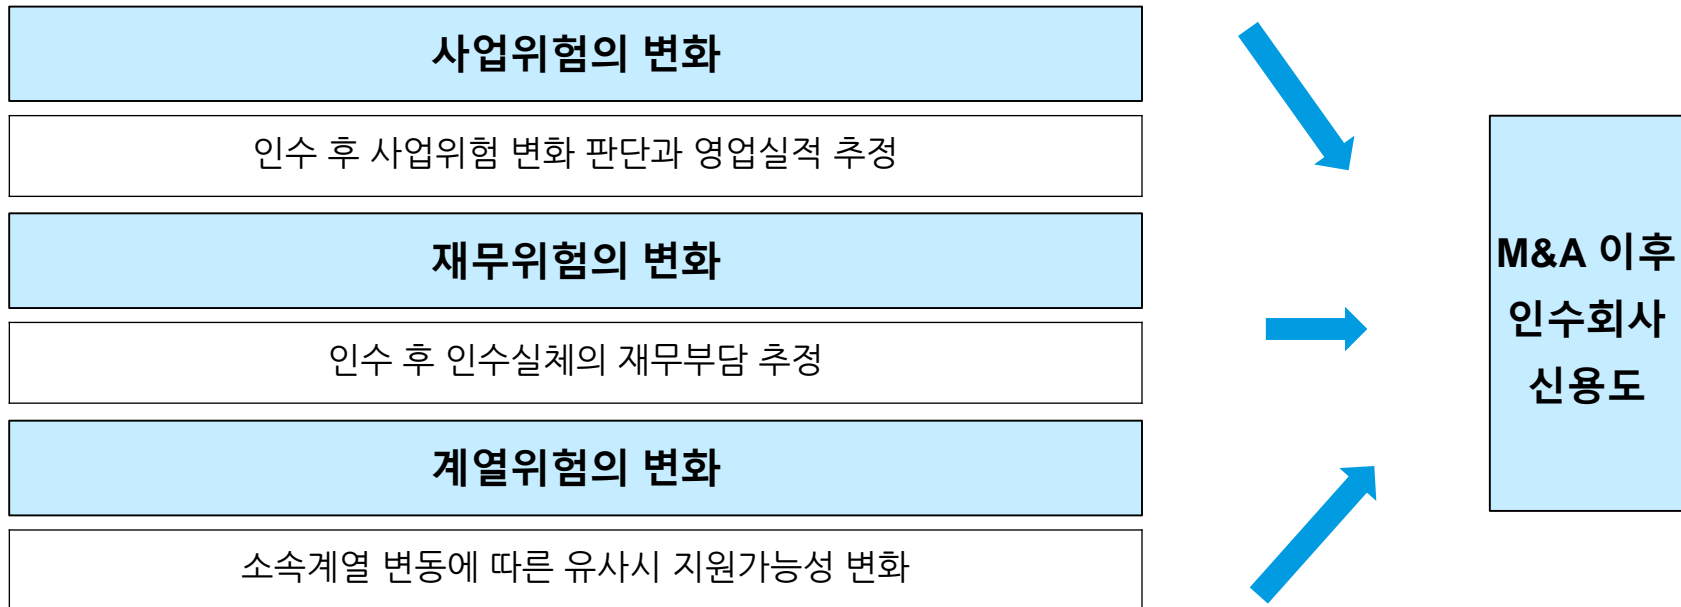 사업위험의 변화
인수 후 사업위험 변화 판단과 영업실적 추정
재무위험의 변화
인수 후 인수실체의 재무부담 추정
계열위험의 변화
소속계열 변동에 따른 유사시 지원가능성 변화
M&A 이후
인수회사
신용도